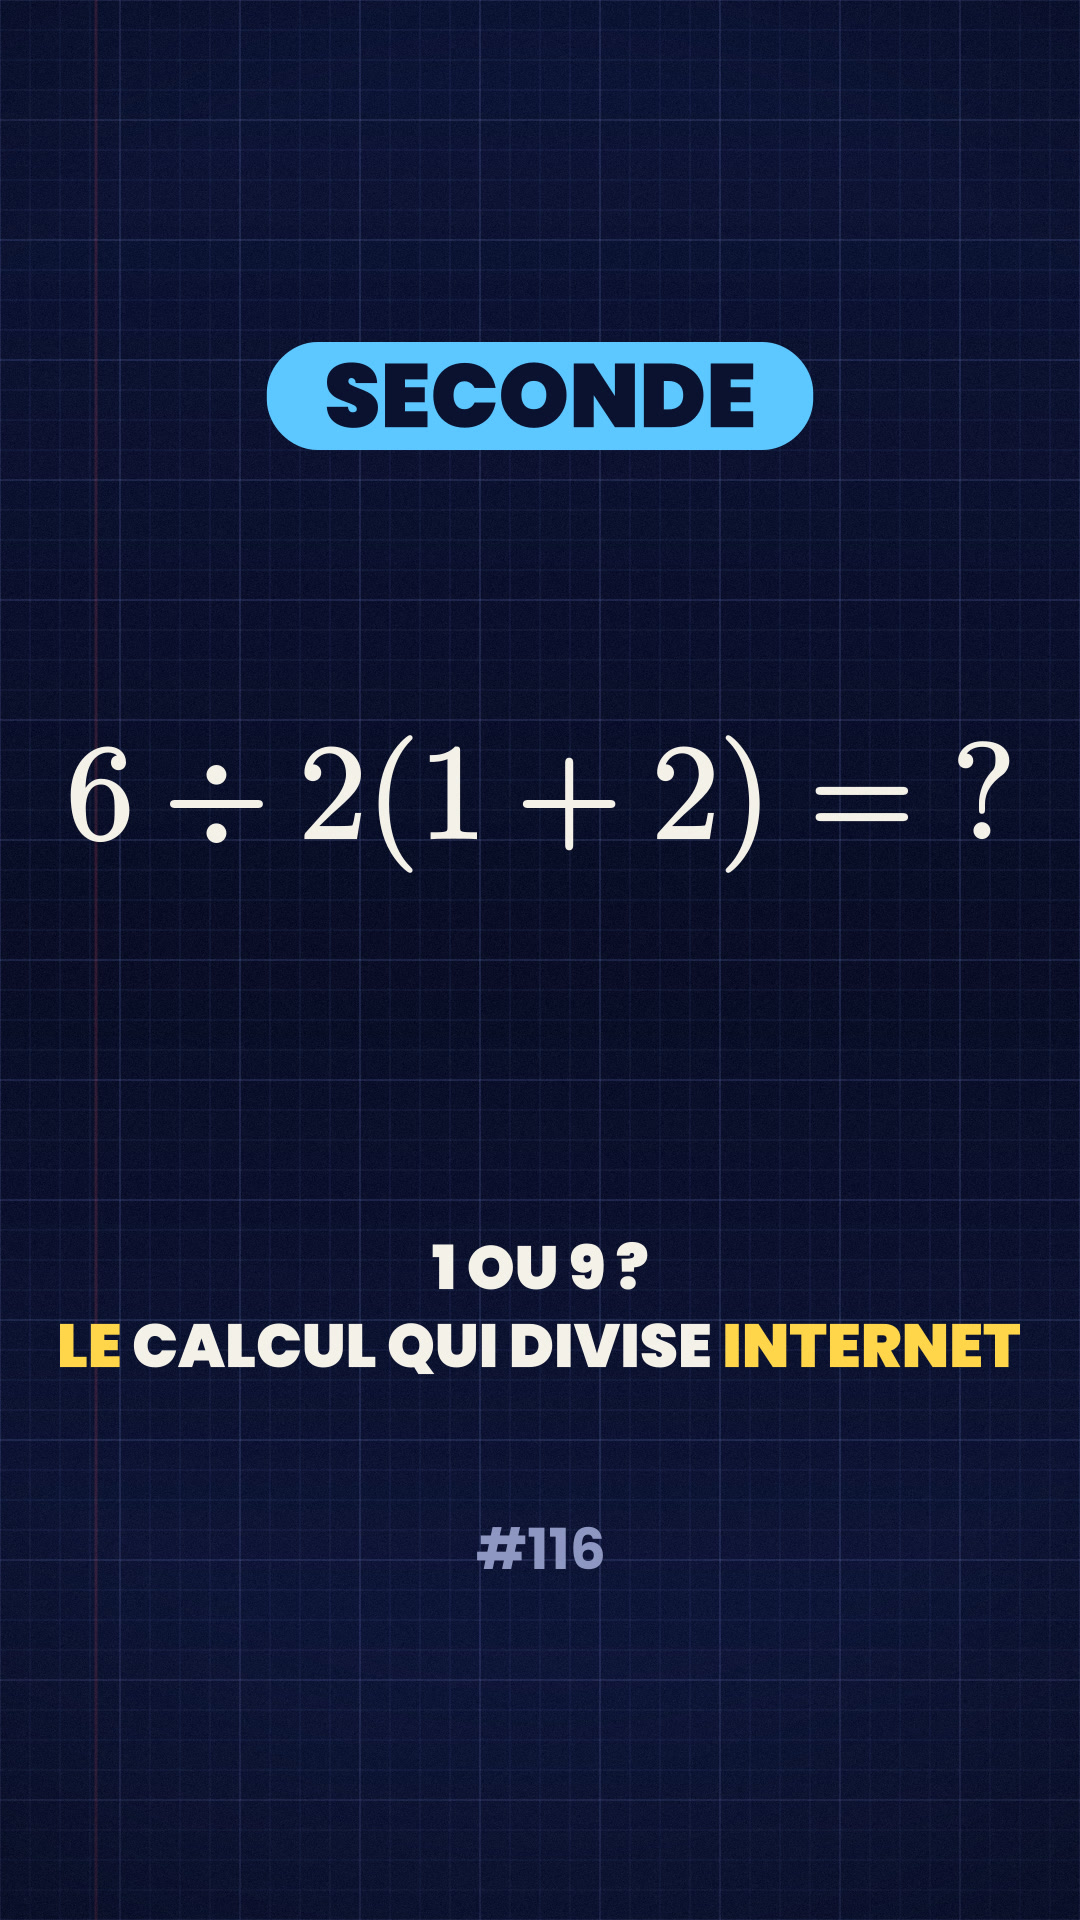 SECONDE
6 ÷ 2(1 + 2) = ?
1 OU 9 ?
LE CALCUL QUI DIVISE INTERNET
#116